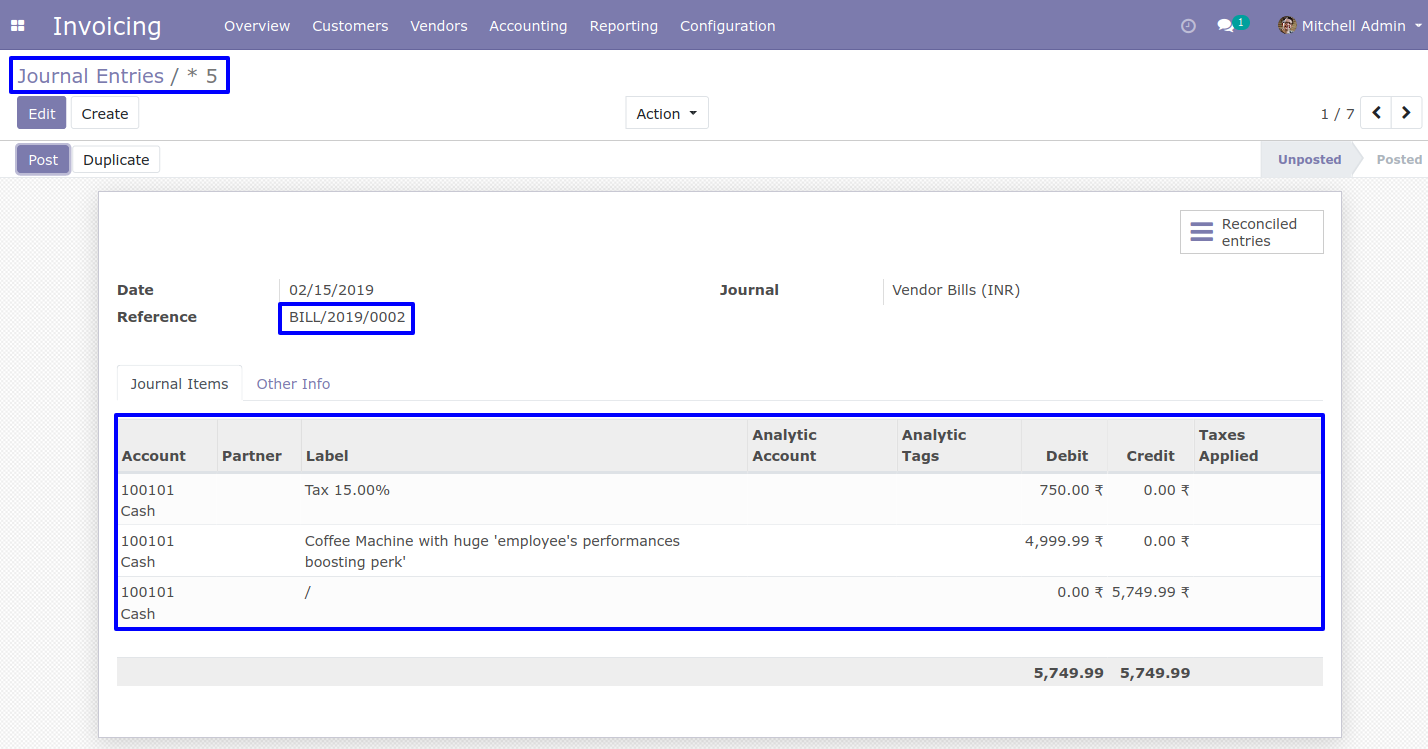 Invoicing Overview Customers Vendors Accounting Reporting Configuration 1 Mitchell Admin
Journal Entries / * 5
Edit Create Action 1 / 7
Post Duplicate Unposted Posted
Reconciled
entries
Date 02/15/2019 Journal Vendor Bills (INR)
Reference BILL/2019/0002
Journal Items Other Info
Analytic Analytic Taxes
Account Partner Label Account Tags Debit Credit Applied
100101 Tax 15.00% 750.00 ₹ 0.00 ₹
Cash
100101 Coffee Machine with huge 'employee's performances 4,999.99 ₹ 0.00 ₹
Cash boosting perk'
100101 / 0.00 ₹ 5,749.99 ₹
Cash
5,749.99 5,749.99